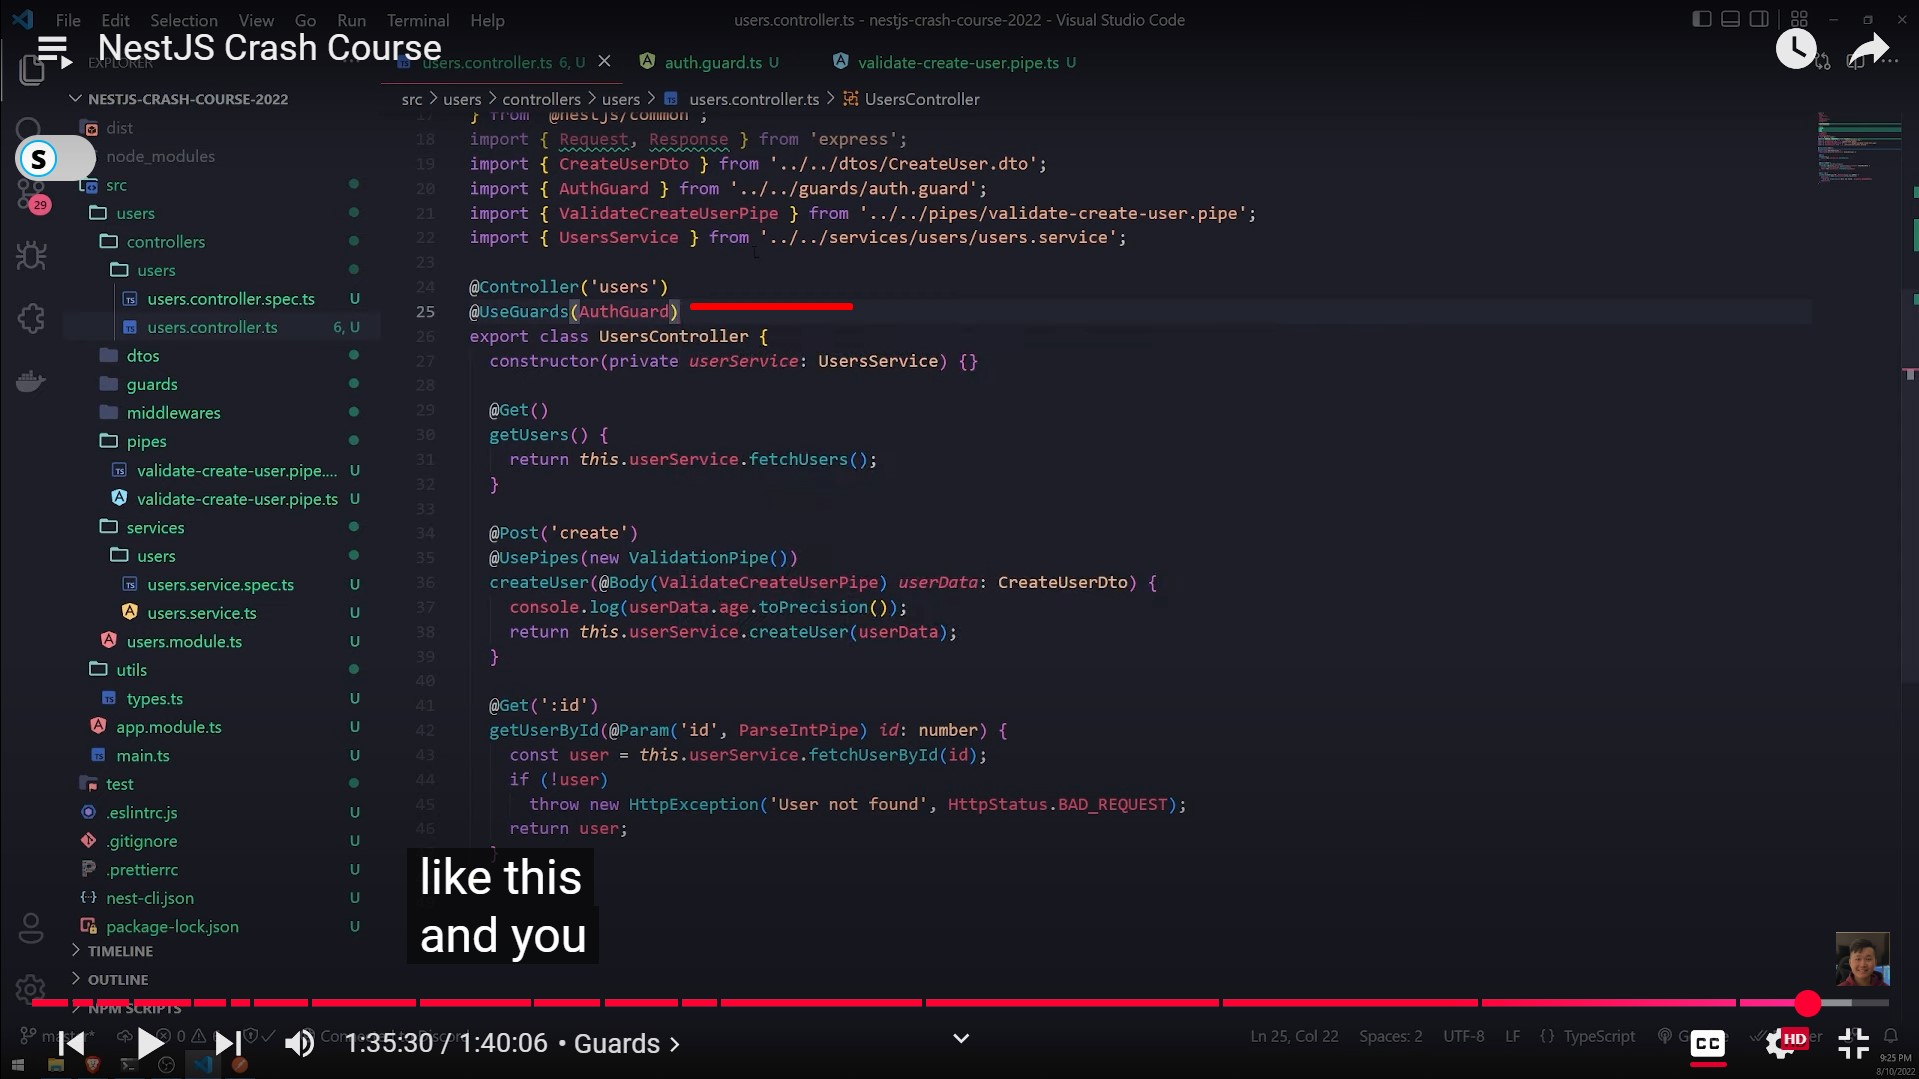 File Edit Selection View Go Run Terminal Help
users.controller.ts - nestjs-crash-course-2022 - Visual Studio Code
NestJS Crash Course
EXPLORER
users.controller.ts 6, U
auth.guard.ts U
validate-create-user.pipe.ts U
NESTJS-CRASH-COURSE-2022
src > users > controllers > users > users.controller.ts > UsersController
dist
node_modules
S
29
src
users
controllers
users
users.controller.spec.ts U
users.controller.ts 6, U
dtos
guards
middlewares
pipes
validate-create-user.pipe.... U
validate-create-user.pipe.ts U
services
users
users.service.spec.ts U
users.service.ts U
users.module.ts U
utils
types.ts U
app.module.ts U
main.ts U
test
.eslintrc.js U
.gitignore U
.prettierrc U
nest-cli.json U
package-lock.json U
TIMELINE
OUTLINE
NPM SCRIPTS
17 } from '@nestjs/common';
18 import { Request, Response } from 'express';
19 import { CreateUserDto } from '../../dtos/CreateUser.dto';
20 import { AuthGuard } from '../../guards/auth.guard';
21 import { ValidateCreateUserPipe } from '../../pipes/validate-create-user.pipe';
22 import { UsersService } from '../../services/users/users.service';
23
24 @Controller('users')
25 @UseGuards(AuthGuard)
26 export class UsersController {
27 constructor(private userService: UsersService) {}
28
29 @Get()
30 getUsers() {
31 return this.userService.fetchUsers();
32 }
33
34 @Post('create')
35 @UsePipes(new ValidationPipe())
36 createUser(@Body(ValidateCreateUserPipe) userData: CreateUserDto) {
37 console.log(userData.age.toPrecision());
38 return this.userService.createUser(userData);
39 }
40
41 @Get(':id')
42 getUserById(@Param('id', ParseIntPipe) id: number) {
43 const user = this.userService.fetchUserById(id);
44 if (!user)
45 throw new HttpException('User not found', HttpStatus.BAD_REQUEST);
46 return user;
}
like this
and you
1:35:30 / 1:40:06 • Guards >
Ln 25, Col 22 Spaces: 2 UTF-8 LF {} TypeScript
CC
HD
9:25 PM
8/10/2022